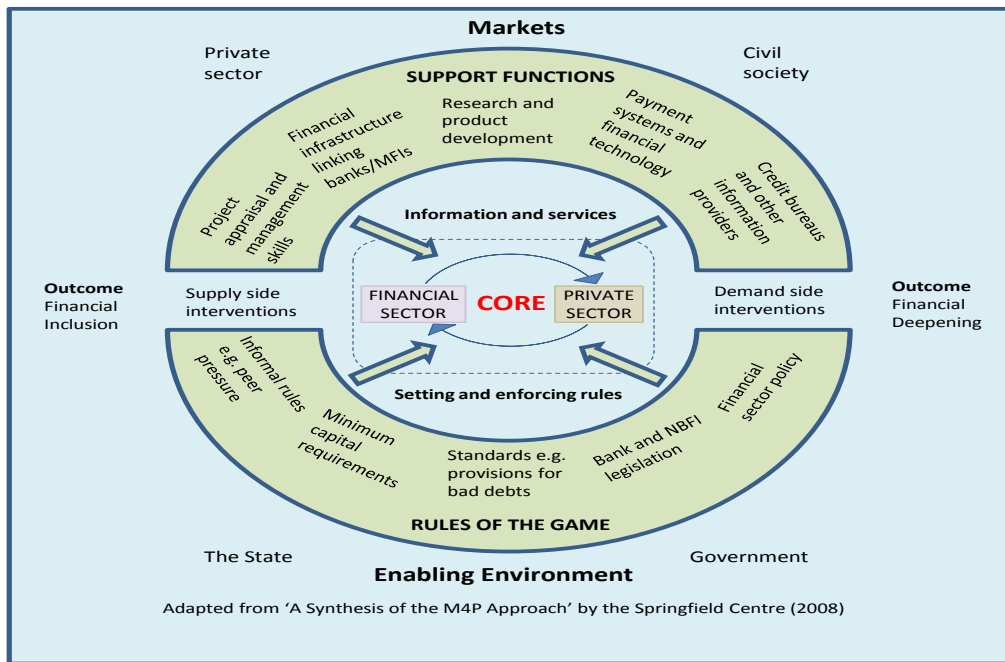 Markets
Private
sector
Civil
society
SUPPORT FUNCTIONS
Project
appraisal and
management
skills
Financial
infrastructure
linking
banks/MFIs
Research and
product
development
Payment
systems and
financial
technology
Credit bureaus
and other
information
providers
Information and services
Outcome
Financial
Inclusion
Supply side
interventions
FINANCIAL
SECTOR
CORE
PRIVATE
SECTOR
Demand side
interventions
Outcome
Financial
Deepening
Setting and enforcing rules
Informal rules
e.g. peer
pressure
Minimum
capital
requirements
Standards e.g.
provisions for
bad debts
Bank and NBFI
legislation
Financial
sector policy
RULES OF THE GAME
The State
Government
Enabling Environment
Adapted from ‘A Synthesis of the M4P Approach’ by the Springfield Centre (2008)